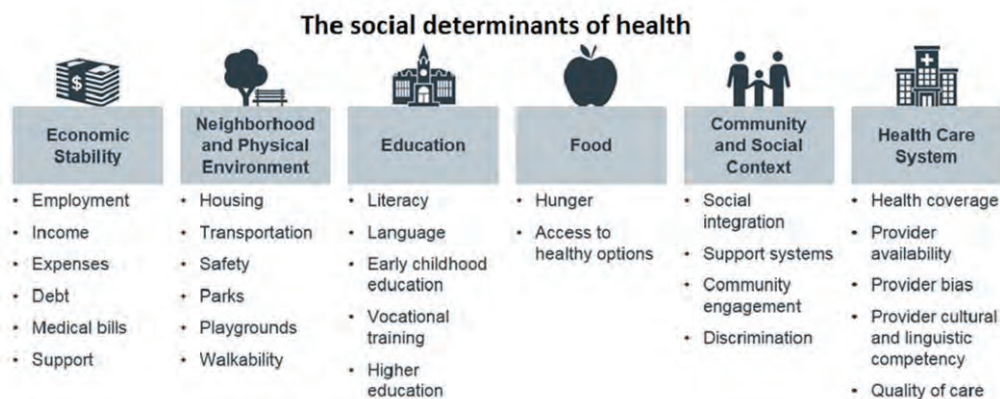 The social determinants of health
$
Economic
Stability
• Employment
• Income
• Expenses
• Debt
• Medical bills
• Support
Neighborhood
and Physical
Environment
• Housing
• Transportation
• Safety
• Parks
• Playgrounds
• Walkability
Education
• Literacy
• Language
• Early childhood
education
• Vocational
training
• Higher
education
Food
• Hunger
• Access to
healthy options
Community
and Social
Context
• Social
integration
• Support systems
• Community
engagement
• Discrimination
Health Care
System
• Health coverage
• Provider
availability
• Provider bias
• Provider cultural
and linguistic
competency
• Quality of care